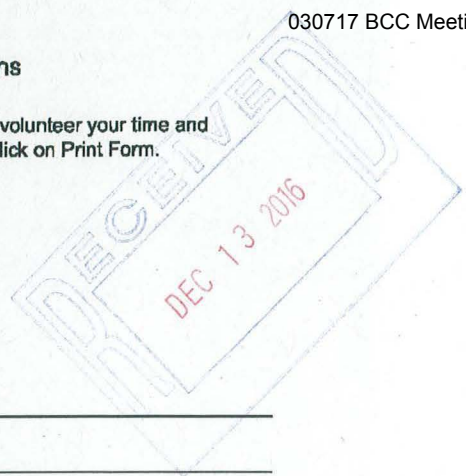 030717 BCC Meeti
ns
volunteer your time and
lick on Print Form.
RECEIVED
DEC 13 2016